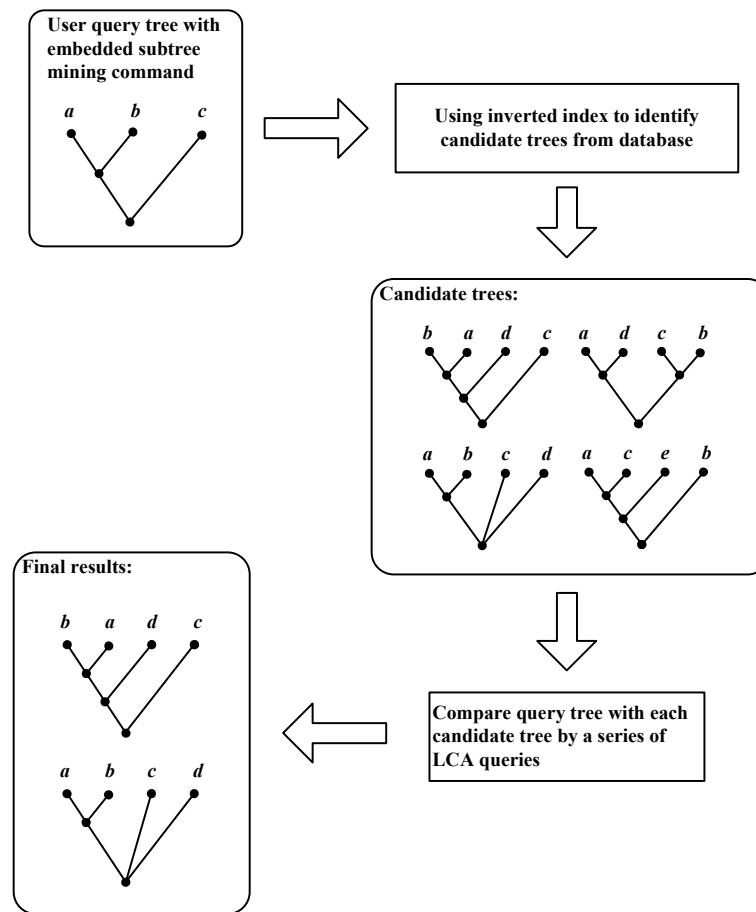 User query tree with
embedded subtree
mining command
a b c
Using inverted index to identify
candidate trees from database
Candidate trees:
b a d c a d c b
a b c d a c e b
Compare query tree with each
candidate tree by a series of
LCA queries
Final results:
b a d c
a b c d